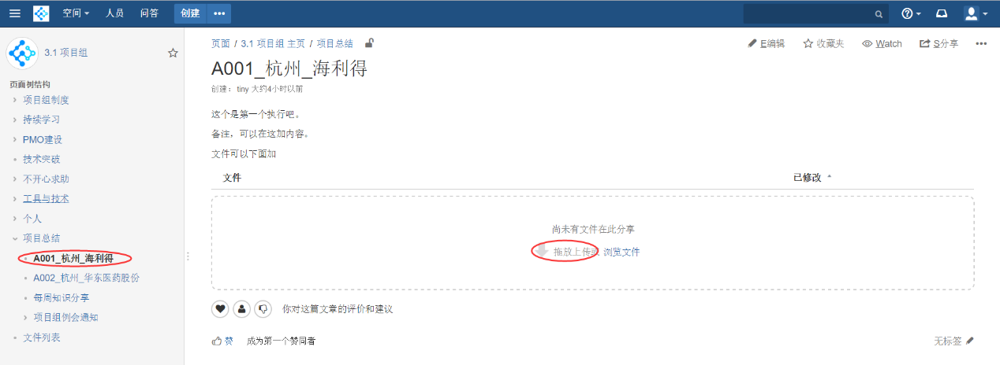 空间 人员 问答 创建 •••
3.1 项目组
页面树结构
项目组制度
持续学习
PMO建设
技术突破
不开心求助
工具与技术
个人
项目总结
A001_杭州_海利得
A002_杭州_华东医药股份
每周知识分享
项目组例会通知
文件列表
页面 / 3.1 项目组 主页 / 项目总结
E编辑 收藏夹 Watch S分享 •••
A001_杭州_海利得
创建： tiny 大约4小时以前
这个是第一个执行吧。
备注，可以在这加内容。
文件可以下面加
文件 已修改
尚未有文件在此分享
拖放上传或 浏览文件
你对这篇文章的评价和建议
赞 成为第一个赞同者
无标签